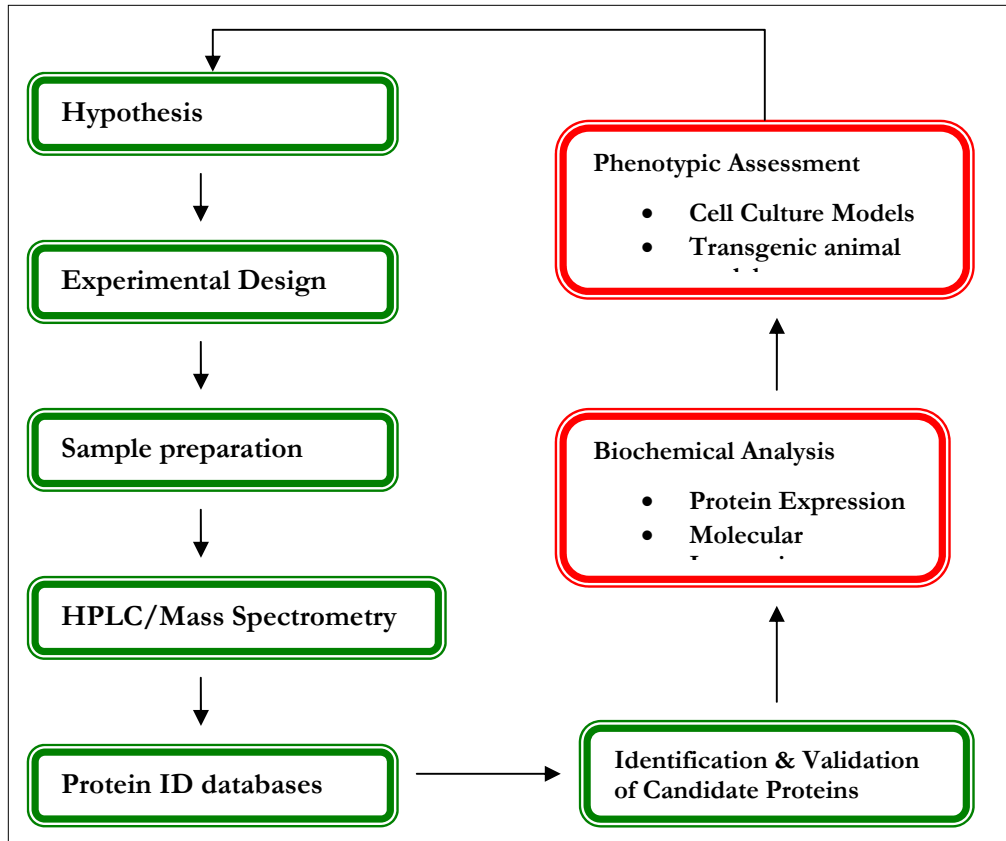 Hypothesis
Experimental Design
Sample preparation
HPLC/Mass Spectrometry
Protein ID databases
Identification & Validation
of Candidate Proteins
Biochemical Analysis
• Protein Expression
• Molecular
Phenotypic Assessment
• Cell Culture Models
• Transgenic animal